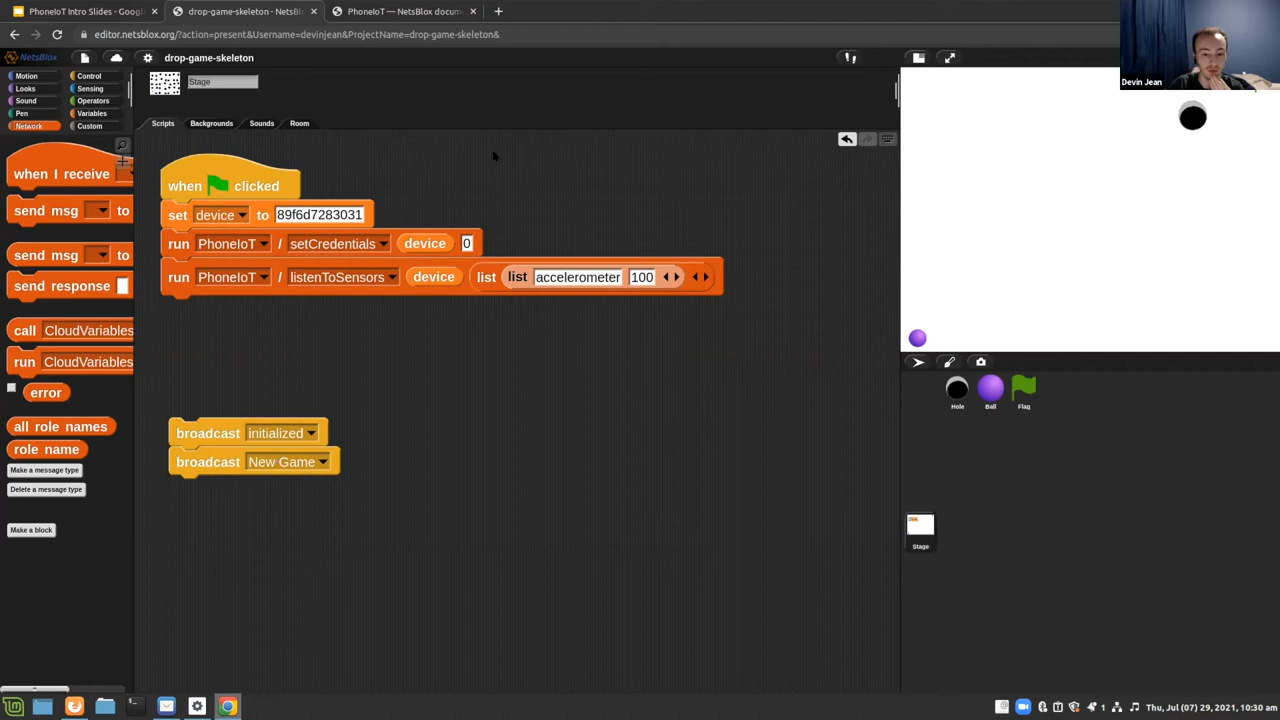 PhoneIoT Intro Slides - Googl
drop-game-skeleton - NetsBl
PhoneIoT — NetsBlox docum
editor.netsblox.org/?action=present&Username=devinjean&ProjectName=drop-game-skeleton&
NetsBlox
drop-game-skeleton
Devin Jean
Motion
Control
Looks
Sensing
Sound
Operators
Pen
Variables
Network
Custom
Stage
Scripts
Backgrounds
Sounds
Room
when I receive
send msg to
send msg to
send response
call CloudVariables
run CloudVariables
error
all role names
role name
Make a message type
Delete a message type
Make a block
when clicked
set device to 89f6d7283031
run PhoneIoT / setCredentials device 0
run PhoneIoT / listenToSensors device list list accelerometer 100
broadcast initialized
broadcast New Game
Hole
Ball
Flag
Stage
1
Thu, Jul (07) 29, 2021, 10:30 am